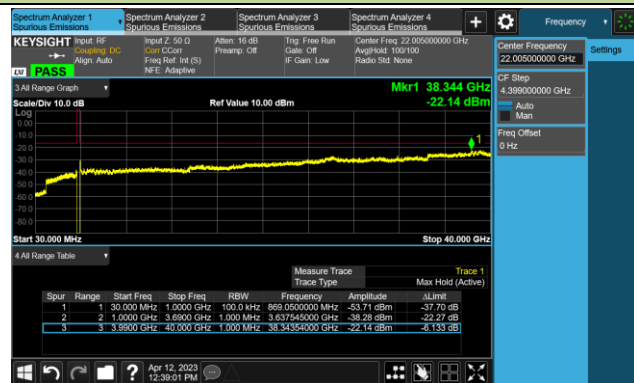 Spectrum Analyzer 1
Spurious Emissions
Spectrum Analyzer 2
Spurious Emissions
Spectrum Analyzer 3
Spurious Emissions
Spectrum Analyzer 4
Spurious Emissions
+
Frequency
KEYSIGHT
Input: RF
Coupling: DC
Align: Auto
Input Z: 50 Ω
Corr CCorr
Freq Ref: Int (S)
NFE: Adaptive
Atten: 16 dB
Preamp: Off
Trig: Free Run
Gate: Off
IF Gain: Low
Center Freq: 22.005000000 GHz
Avg|Hold: 100/100
Radio Std: None
LXI PASS
Center Frequency
22.005000000 GHz
Settings
CF Step
4.399000000 GHz
Auto
Man
Freq Offset
0 Hz
3 All Range Graph
Mkr1 38.344 GHz
Scale/Div 10.0 dB
Ref Value 10.00 dBm
-22.14 dBm
Log
0.00
-10.0
-20.0
-30.0
-40.0
-50.0
-60.0
-70.0
-80.0
1
Start 30.000 MHz
Stop 40.000 GHz
4 All Range Table
Measure Trace Trace 1
Trace Type Max Hold (Active)
Spur Range Start Freq Stop Freq RBW Frequency Amplitude ΔLimit
1 1 30.000 MHz 1.0000 GHz 100.0 kHz 869.0500000 MHz -53.71 dBm -37.70 dB
2 2 1.0000 GHz 3.6900 GHz 1.000 MHz 3.637545000 GHz -38.28 dBm -22.27 dB
3 3 3.9900 GHz 40.000 GHz 1.000 MHz 38.34354000 GHz -22.14 dBm -6.133 dB
?
Apr 12, 2023
12:39:01 PM